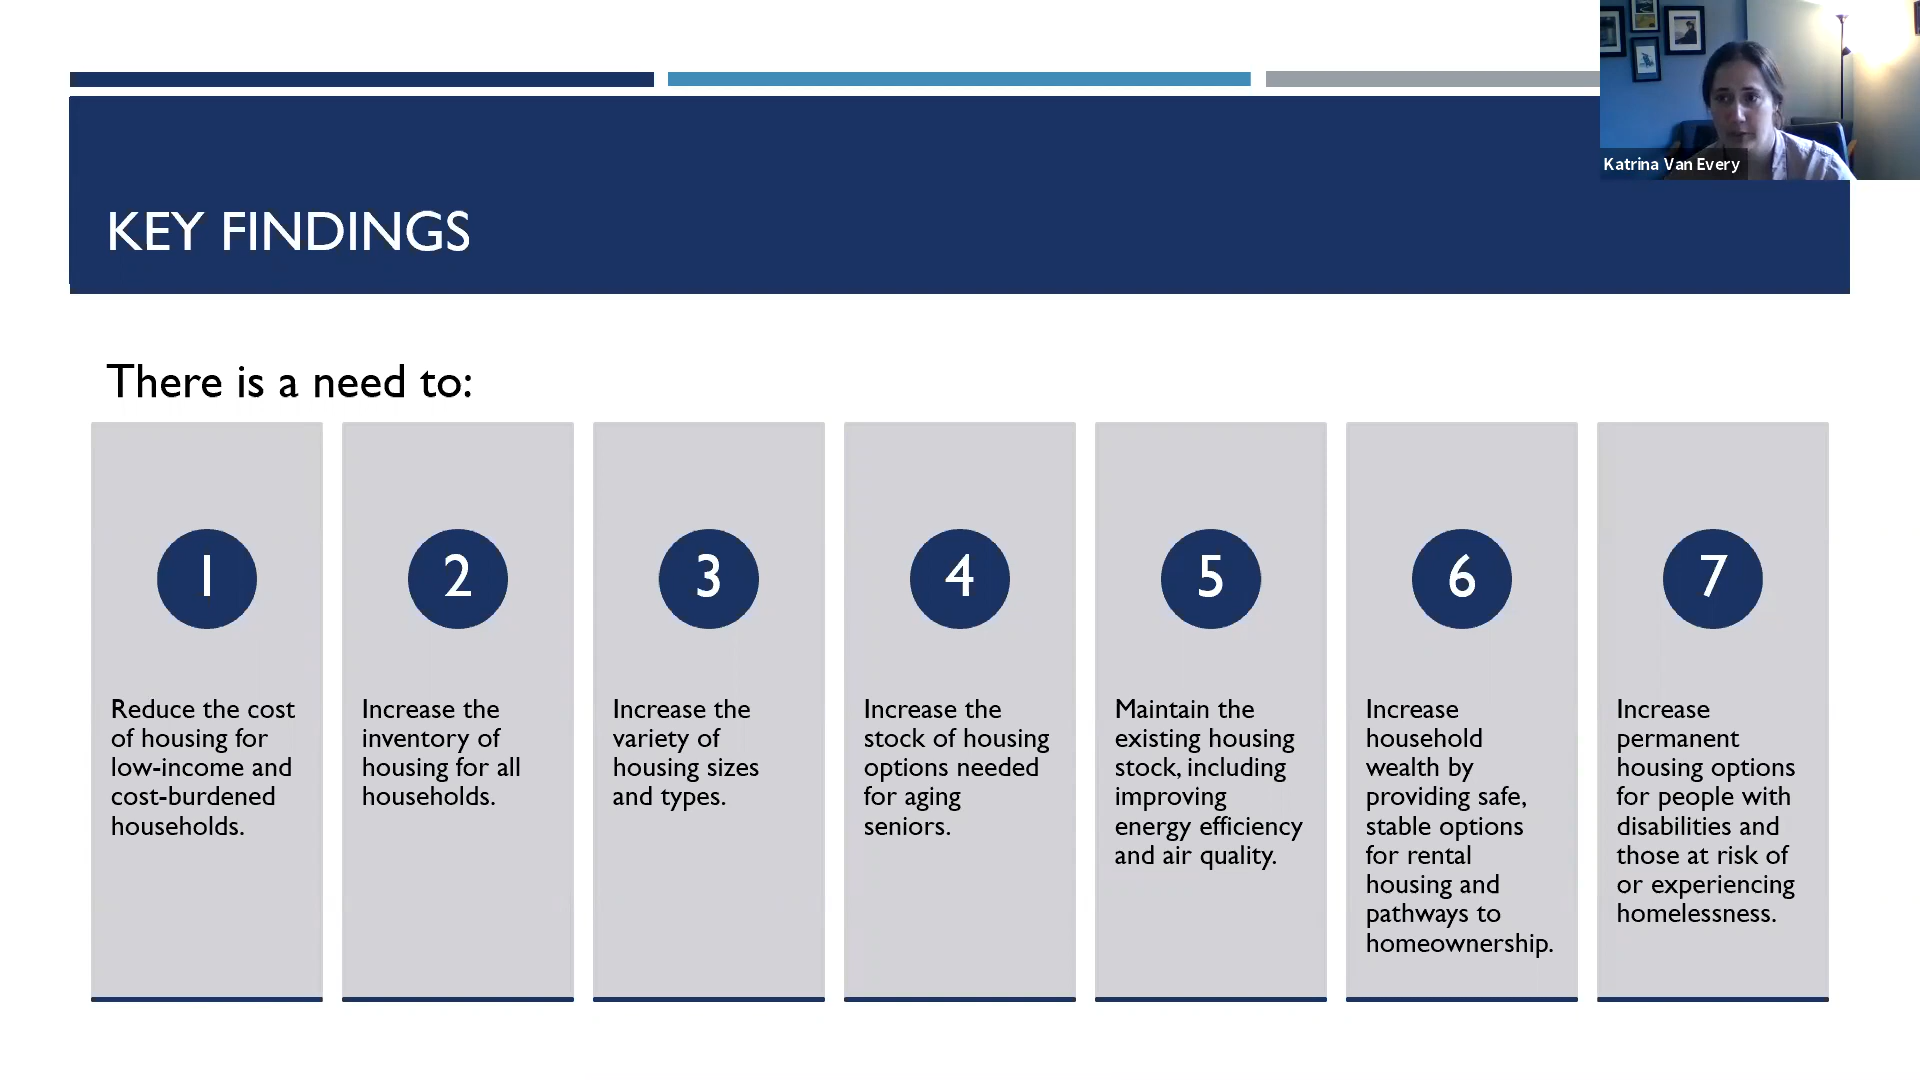 Katrina Van Every
KEY FINDINGS
There is a need to:
1
Reduce the cost
of housing for
low-income and
cost-burdened
households.
2
Increase the
inventory of
housing for all
households.
3
Increase the
variety of
housing sizes
and types.
4
Increase the
stock of housing
options needed
for aging
seniors.
5
Maintain the
existing housing
stock, including
improving
energy efficiency
and air quality.
6
Increase
household
wealth by
providing safe,
stable options
for rental
housing and
pathways to
homeownership.
7
Increase
permanent
housing options
for people with
disabilities and
those at risk of
or experiencing
homelessness.